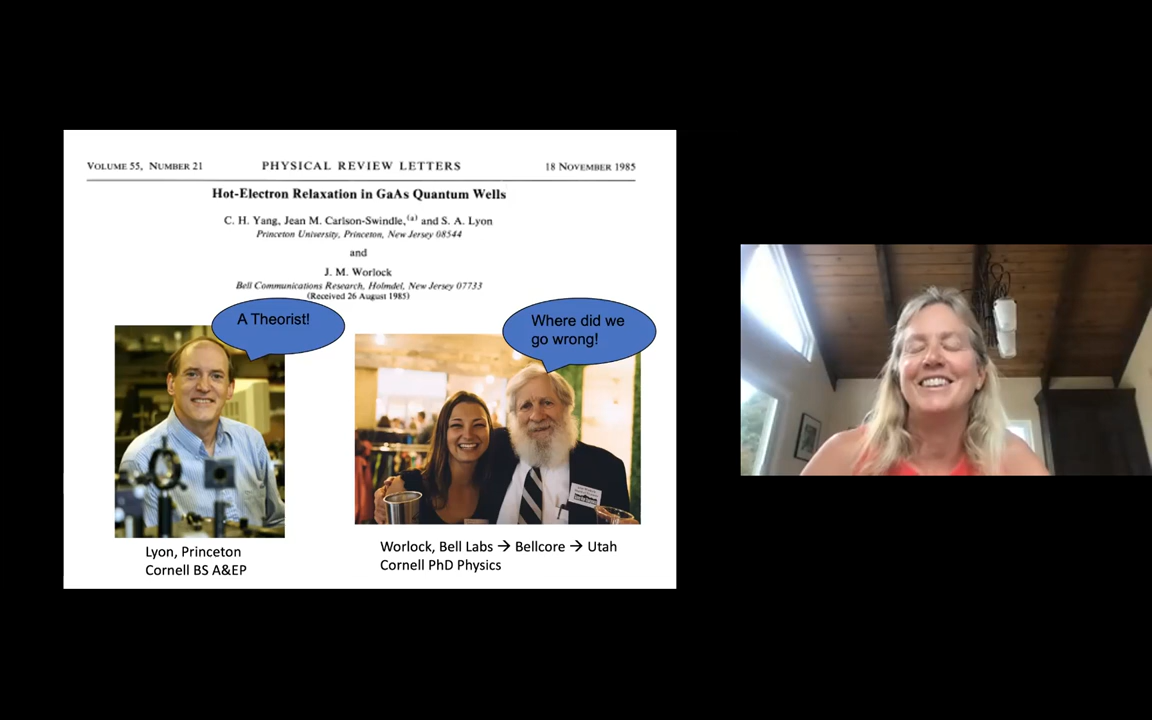 VOLUME 55, NUMBER 21 PHYSICAL REVIEW LETTERS 18 NOVEMBER 1985
Hot-Electron Relaxation in GaAs Quantum Wells
C. H. Yang, Jean M. Carlson-Swindle,(a) and S. A. Lyon
Princeton University, Princeton, New Jersey 08544
and
J. M. Worlock
Bell Communications Research, Holmdel, New Jersey 07733
(Received 26 August 1985)
A Theorist!
Where did we
go wrong!
Lyon, Princeton
Cornell BS A&EP
Worlock, Bell Labs → Bellcore → Utah
Cornell PhD Physics